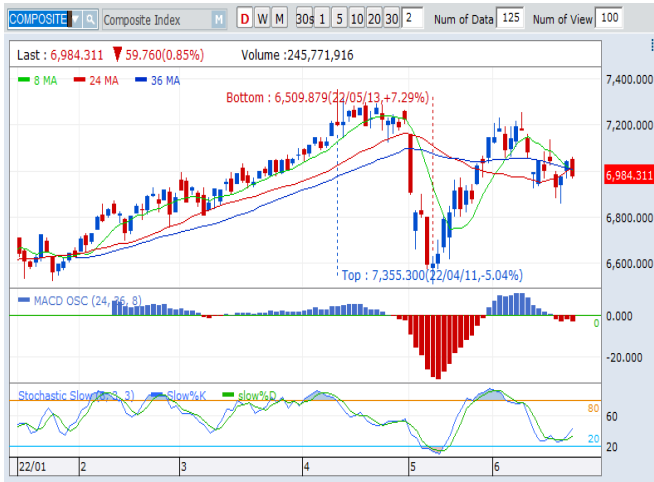 COMPOSITE Composite Index M D W M 30s 1 5 10 20 30 2 Num of Data 125 Num of View 100
Last : 6,984.311 ▼ 59.760(0.85%) Volume :245,771,916
8 MA 24 MA 36 MA
7,400.000
Bottom : 6,509.879(22/05/13,+7.29%)
7,200.000
6,984.311
6,800.000
6,600.000
Top : 7,355.300(22/04/11,-5.04%)
MACD OSC (24, 36, 8)
0.000
0
-20.000
Stochastic Slow (8, 3, 3) Slow%K slow%D
80
60
20
20
22/01 2 3 4 5 6